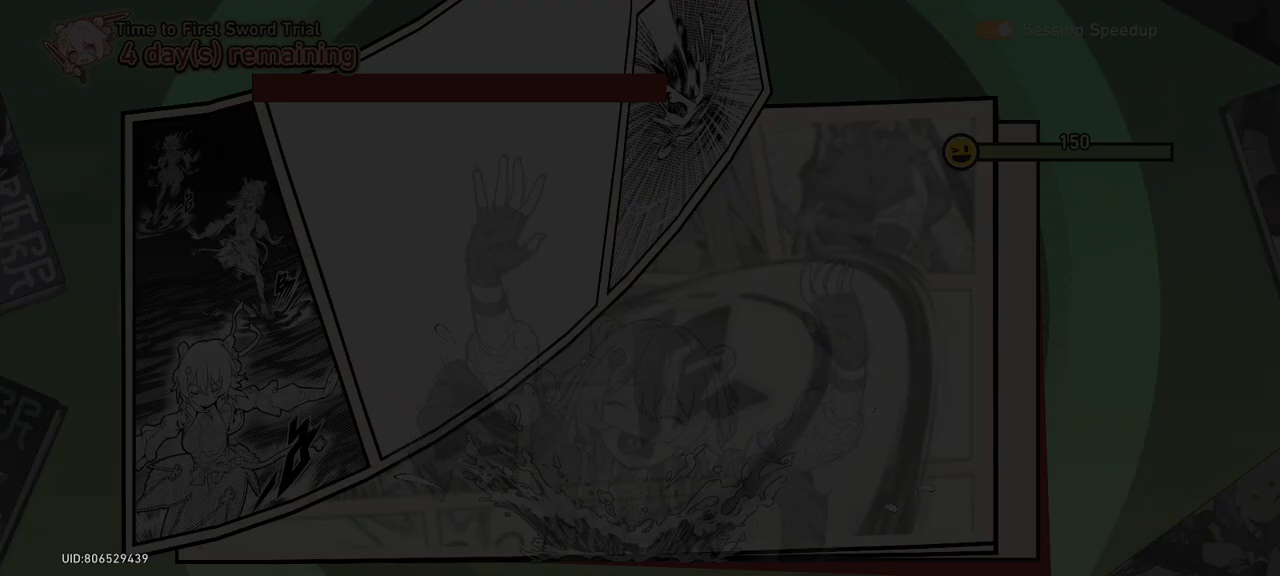 Time to First Sword Trial
4 day(s) remaining
Session Speedup
150
UID:806529439